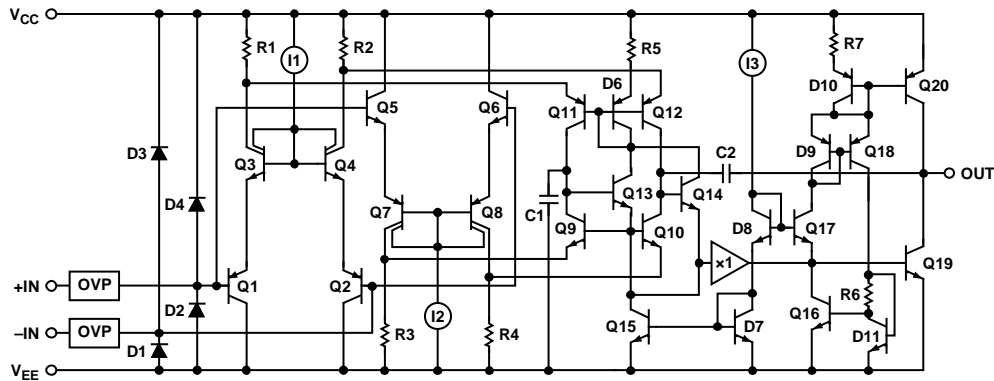 VCC
R1
I1
R2
R5
I3
R7
D6
D10
Q20
Q5
Q6
Q11
Q12
D3
Q3
Q4
D9
Q18
C2
OUT
D4
Q7
Q8
C1
Q13
Q14
Q9
Q10
D8
Q17
×1
Q19
+IN
OVP
Q1
Q2
D2
R6
–IN
OVP
R3
I2
R4
Q15
D7
Q16
D11
D1
VEE